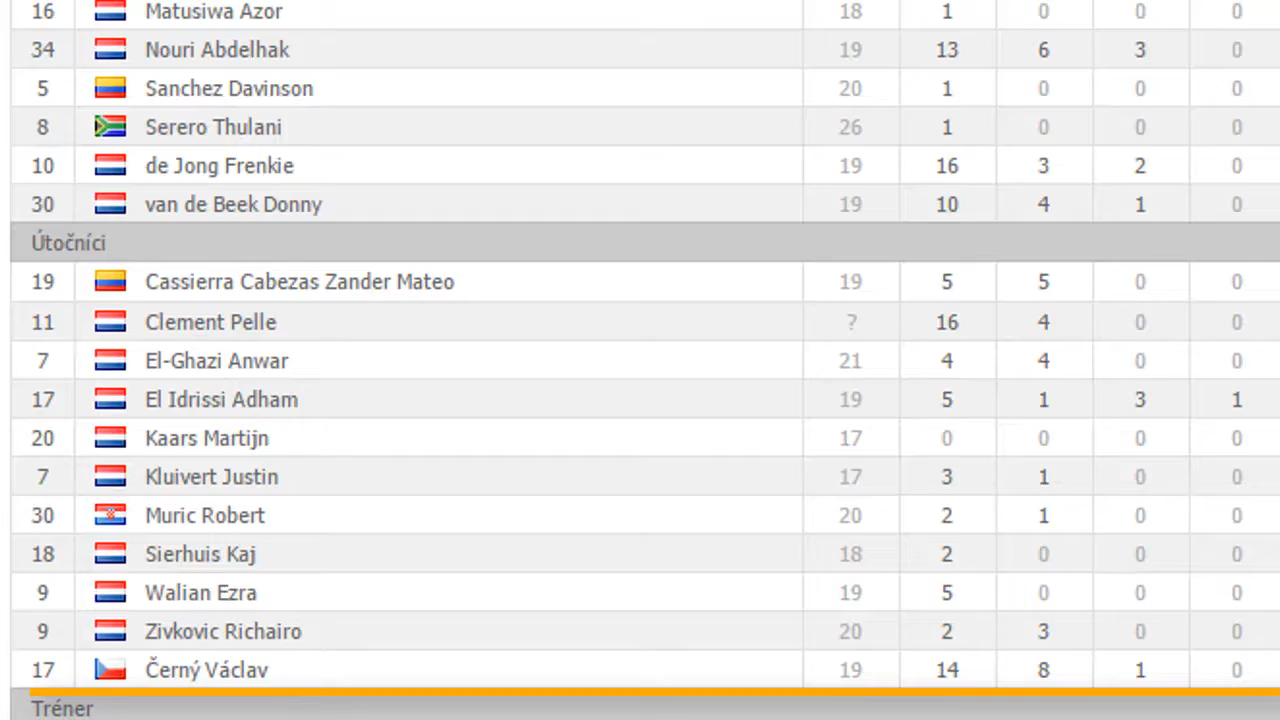 16 Matusiwa Azor 18 1 0 0 0
34 Nouri Abdelhak 19 13 6 3 0
5 Sanchez Davinson 20 1 0 0 0
8 Serero Thulani 26 1 0 0 0
10 de Jong Frenkie 19 16 3 2 0
30 van de Beek Donny 19 10 4 1 0
Útočníci
19 Cassierra Cabezas Zander Mateo 19 5 5 0 0
11 Clement Pelle ? 16 4 0 0
7 El-Ghazi Anwar 21 4 4 0 0
17 El Idrissi Adham 19 5 1 3 1
20 Kaars Martijn 17 0 0 0 0
7 Kluivert Justin 17 3 1 0 0
30 Muric Robert 20 2 1 0 0
18 Sierhuis Kaj 18 2 0 0 0
9 Walian Ezra 19 5 0 0 0
9 Zivkovic Richairo 20 2 3 0 0
17 Černý Václav 19 14 8 1 0
Tréner